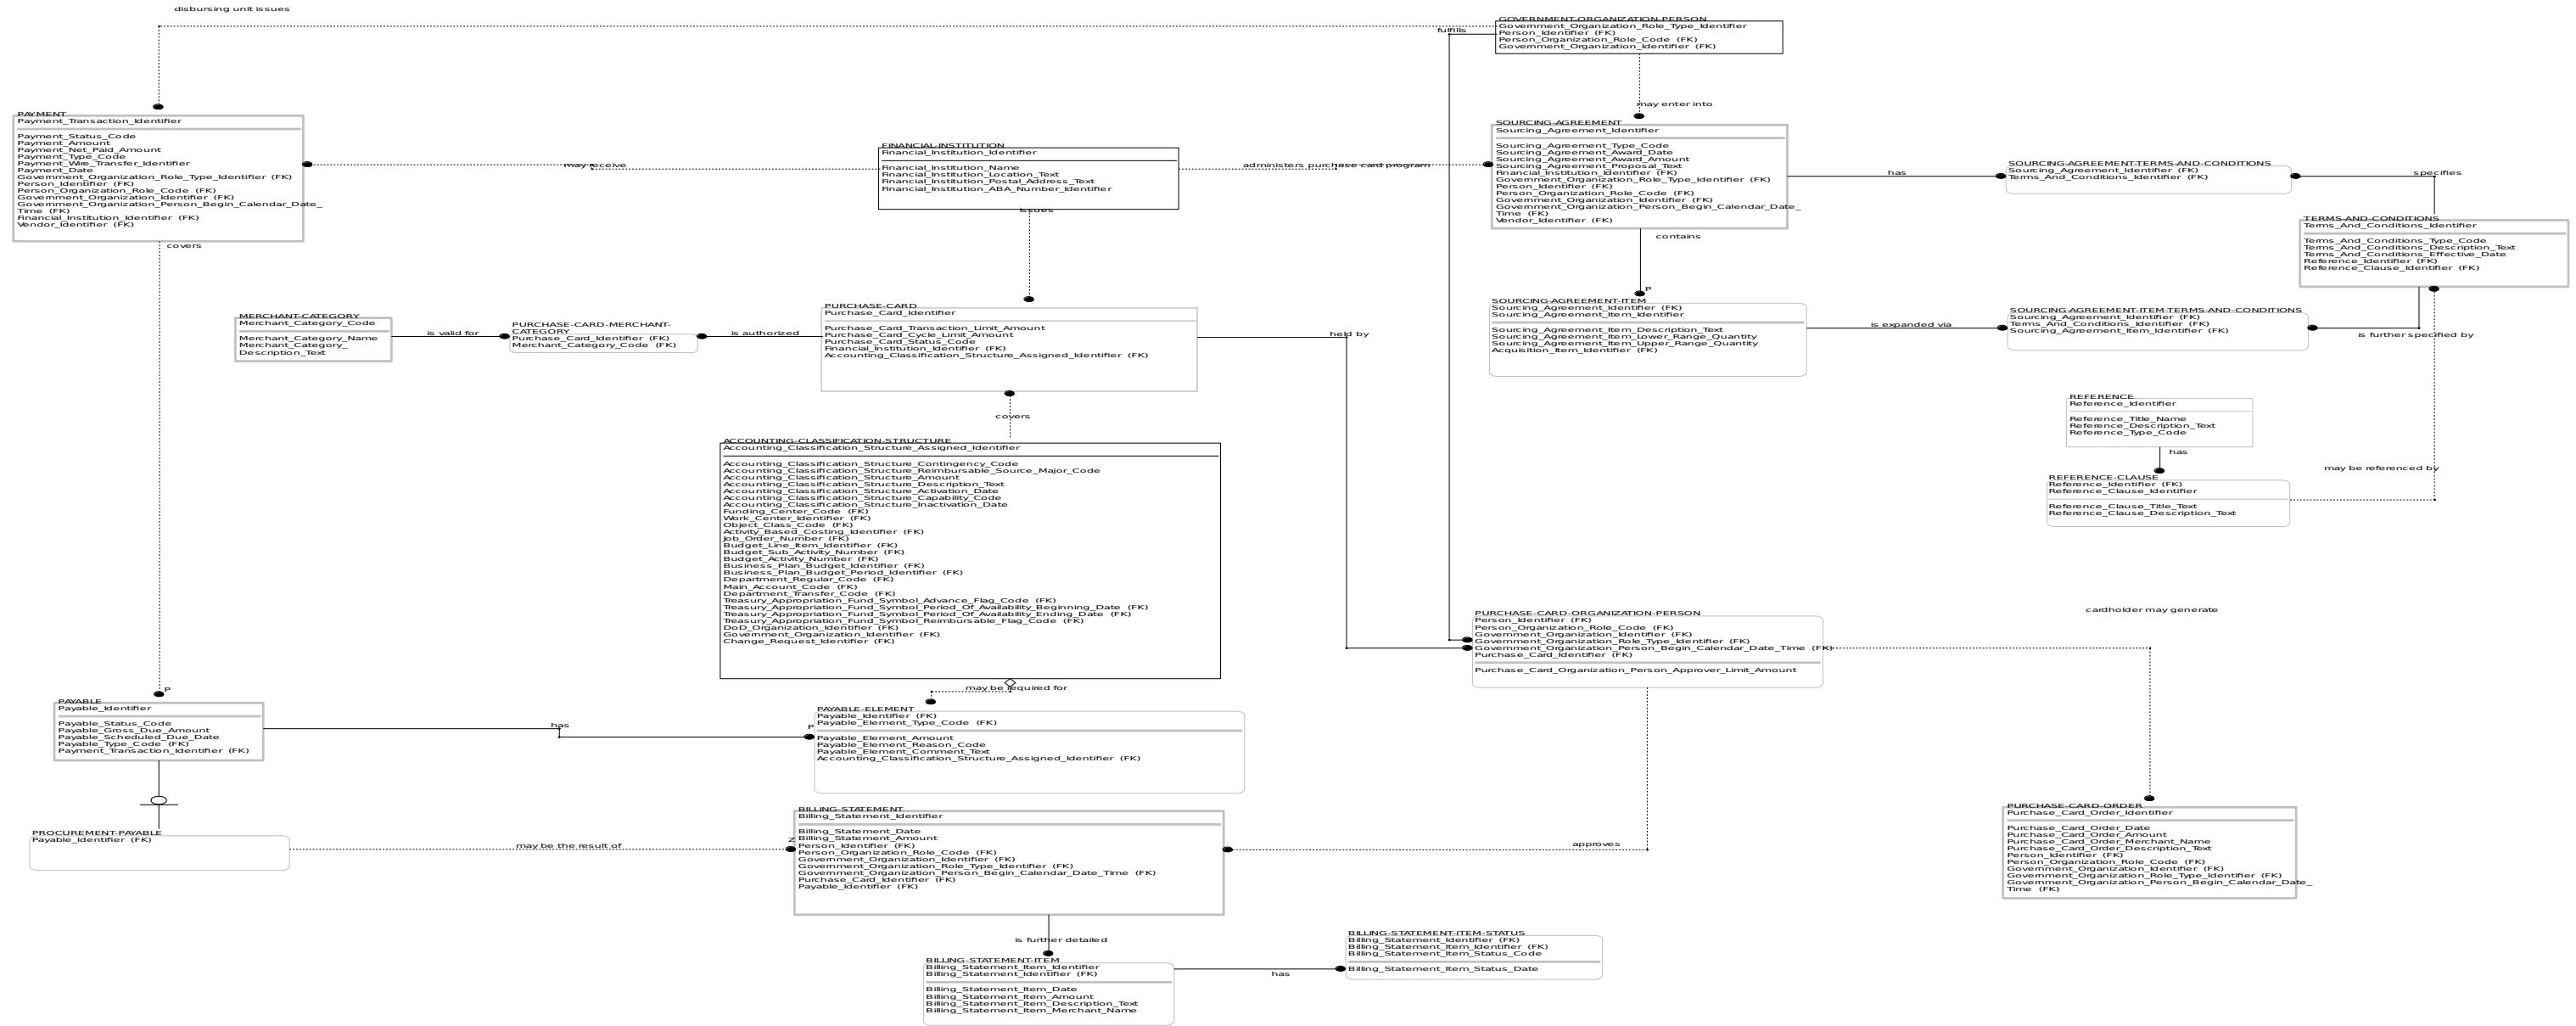 disbursing unit issues
GOVERNMENT-ORGANIZATION-PERSON
Government_Organization_Role_Type_Identifier
Person_Identifier (FK)
Person_Organization_Role_Code (FK)
Government_Organization_Identifier (FK)
fulfills
may enter into
PAYMENT
Payment_Transaction_Identifier
Payment_Status_Code
Payment_Amount
Payment_Net_Paid_Amount
Payment_Type_Code
Payment_Wire_Transfer_Identifier
Payment_Date
Government_Organization_Role_Type_Identifier (FK)
Person_Identifier (FK)
Person_Organization_Role_Code (FK)
Government_Organization_Identifier (FK)
Government_Organization_Person_Begin_Calendar_Date_
Time (FK)
Financial_Institution_Identifier (FK)
Vendor_Identifier (FK)
covers
may receive
FINANCIAL-INSTITUTION
Financial_Institution_Identifier
Financial_Institution_Name
Financial_Institution_Location_Text
Financial_Institution_Postal_Address_Text
Financial_Institution_ABA_Number_Identifier
issues
administers purchase card program
SOURCING-AGREEMENT
Sourcing_Agreement_Identifier
Sourcing_Agreement_Type_Code
Sourcing_Agreement_Award_Date
Sourcing_Agreement_Award_Amount
Sourcing_Agreement_Proposal_Text
Financial_Institution_Identifier (FK)
Government_Organization_Role_Type_Identifier (FK)
Person_Identifier (FK)
Person_Organization_Role_Code (FK)
Government_Organization_Identifier (FK)
Government_Organization_Person_Begin_Calendar_Date_
Time (FK)
Vendor_Identifier (FK)
has
contains
P
SOURCING-AGREEMENT-TERMS-AND-CONDITIONS
Sourcing_Agreement_Identifier (FK)
Terms_And_Conditions_Identifier (FK)
specifies
TERMS-AND-CONDITIONS
Terms_And_Conditions_Identifier
Terms_And_Conditions_Type_Code
Terms_And_Conditions_Description_Text
Terms_And_Conditions_Effective_Date
Reference_Identifier (FK)
Reference_Clause_Identifier (FK)
MERCHANT-CATEGORY
Merchant_Category_Code
Merchant_Category_Name
Merchant_Category_
Description_Text
is valid for
PURCHASE-CARD-MERCHANT-
CATEGORY
Purchase_Card_Identifier (FK)
Merchant_Category_Code (FK)
is authorized
PURCHASE-CARD
Purchase_Card_Identifier
Purchase_Card_Transaction_Limit_Amount
Purchase_Card_Cycle_Limit_Amount
Purchase_Card_Status_Code
Financial_Institution_Identifier (FK)
Accounting_Classification_Structure_Assigned_Identifier (FK)
held by
covers
SOURCING-AGREEMENT-ITEM
Sourcing_Agreement_Identifier (FK)
Sourcing_Agreement_Item_Identifier
Sourcing_Agreement_Item_Description_Text
Sourcing_Agreement_Item_Lower_Range_Quantity
Sourcing_Agreement_Item_Upper_Range_Quantity
Acquisition_Item_Identifier (FK)
is expanded via
SOURCING-AGREEMENT-ITEM-TERMS-AND-CONDITIONS
Sourcing_Agreement_Identifier (FK)
Terms_And_Conditions_Identifier (FK)
Sourcing_Agreement_Item_Identifier (FK)
is further specified by
REFERENCE
Reference_Identifier
Reference_Title_Name
Reference_Description_Text
Reference_Type_Code
has
may be referenced by
REFERENCE-CLAUSE
Reference_Identifier (FK)
Reference_Clause_Identifier
Reference_Clause_Title_Text
Reference_Clause_Description_Text
ACCOUNTING-CLASSIFICATION-STRUCTURE
Accounting_Classification_Structure_Assigned_Identifier
Accounting_Classification_Structure_Contingency_Code
Accounting_Classification_Structure_Reimbursable_Source_Major_Code
Accounting_Classification_Structure_Amount
Accounting_Classification_Structure_Description_Text
Accounting_Classification_Structure_Activation_Date
Accounting_Classification_Structure_Capability_Code
Accounting_Classification_Structure_Inactivation_Date
Funding_Center_Code (FK)
Work_Center_Identifier (FK)
Object_Class_Code (FK)
Activity_Based_Costing_Identifier (FK)
Job_Order_Number (FK)
Budget_Line_Item_Identifier (FK)
Budget_Sub_Activity_Number (FK)
Budget_Activity_Number (FK)
Business_Plan_Budget_Identifier (FK)
Business_Plan_Budget_Period_Identifier (FK)
Department_Regular_Code (FK)
Main_Account_Code (FK)
Department_Transfer_Code (FK)
Treasury_Appropriation_Fund_Symbol_Advance_Flag_Code (FK)
Treasury_Appropriation_Fund_Symbol_Period_Of_Availability_Beginning_Date (FK)
Treasury_Appropriation_Fund_Symbol_Period_Of_Availability_Ending_Date (FK)
Treasury_Appropriation_Fund_Symbol_Reimbursable_Flag_Code (FK)
DoD_Organization_Identifier (FK)
Government_Organization_Identifier (FK)
Change_Request_Identifier (FK)
may be required for
PURCHASE-CARD-ORGANIZATION-PERSON
Person_Identifier (FK)
Person_Organization_Role_Code (FK)
Government_Organization_Identifier (FK)
Government_Organization_Role_Type_Identifier (FK)
Government_Organization_Person_Begin_Calendar_Date_Time (FK)
Purchase_Card_Identifier (FK)
Purchase_Card_Organization_Person_Approver_Limit_Amount
cardholder may generate
P
PAYABLE
Payable_Identifier
Payable_Status_Code
Payable_Gross_Due_Amount
Payable_Scheduled_Due_Date
Payable_Type_Code (FK)
Payment_Transaction_Identifier (FK)
has
P
PAYABLE-ELEMENT
Payable_Identifier (FK)
Payable_Element_Type_Code (FK)
Payable_Element_Amount
Payable_Element_Reason_Code
Payable_Element_Comment_Text
Accounting_Classification_Structure_Assigned_Identifier (FK)
PROCUREMENT-PAYABLE
Payable_Identifier (FK)
may be the result of
Z
BILLING-STATEMENT
Billing_Statement_Identifier
Billing_Statement_Date
Billing_Statement_Amount
Person_Identifier (FK)
Person_Organization_Role_Code (FK)
Government_Organization_Identifier (FK)
Government_Organization_Role_Type_Identifier (FK)
Government_Organization_Person_Begin_Calendar_Date_Time (FK)
Purchase_Card_Identifier (FK)
Payable_Identifier (FK)
approves
PURCHASE-CARD-ORDER
Purchase_Card_Order_Identifier
Purchase_Card_Order_Date
Purchase_Card_Order_Amount
Purchase_Card_Order_Merchant_Name
Purchase_Card_Order_Description_Text
Person_Identifier (FK)
Person_Organization_Role_Code (FK)
Government_Organization_Identifier (FK)
Government_Organization_Role_Type_Identifier (FK)
Government_Organization_Person_Begin_Calendar_Date_
Time (FK)
is further detailed
BILLING-STATEMENT-ITEM
Billing_Statement_Item_Identifier
Billing_Statement_Identifier (FK)
Billing_Statement_Item_Date
Billing_Statement_Item_Amount
Billing_Statement_Item_Description_Text
Billing_Statement_Item_Merchant_Name
has
BILLING-STATEMENT-ITEM-STATUS
Billing_Statement_Identifier (FK)
Billing_Statement_Item_Identifier (FK)
Billing_Statement_Item_Status_Code
Billing_Statement_Item_Status_Date